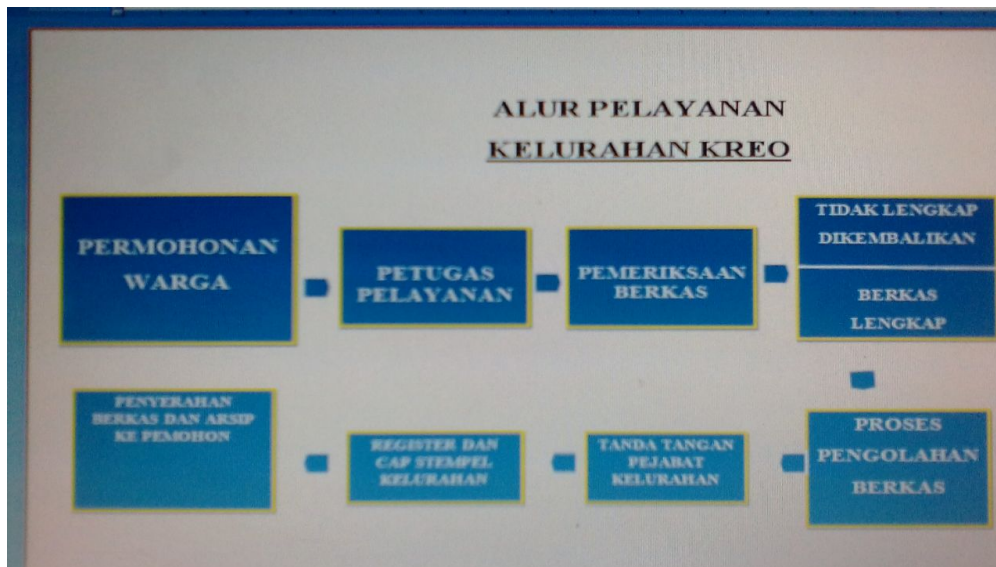 ALUR PELAYANAN
KELURAHAN KREO
PERMOHONAN
WARGA
PETUGAS
PELAYANAN
PEMERIKSAAN
BERKAS
TIDAK LENGKAP
DIKEMBALIKAN
BERKAS
LENGKAP
PROSES
PENGOLAHAN
BERKAS
TANDA TANGAN
PEJABAT
KELURAHAN
REGISTER DAN
CAP STEMPEL
KELURAHAN
PENYERAHAN
BERKAS DAN ARSIP
KE PEMOHON